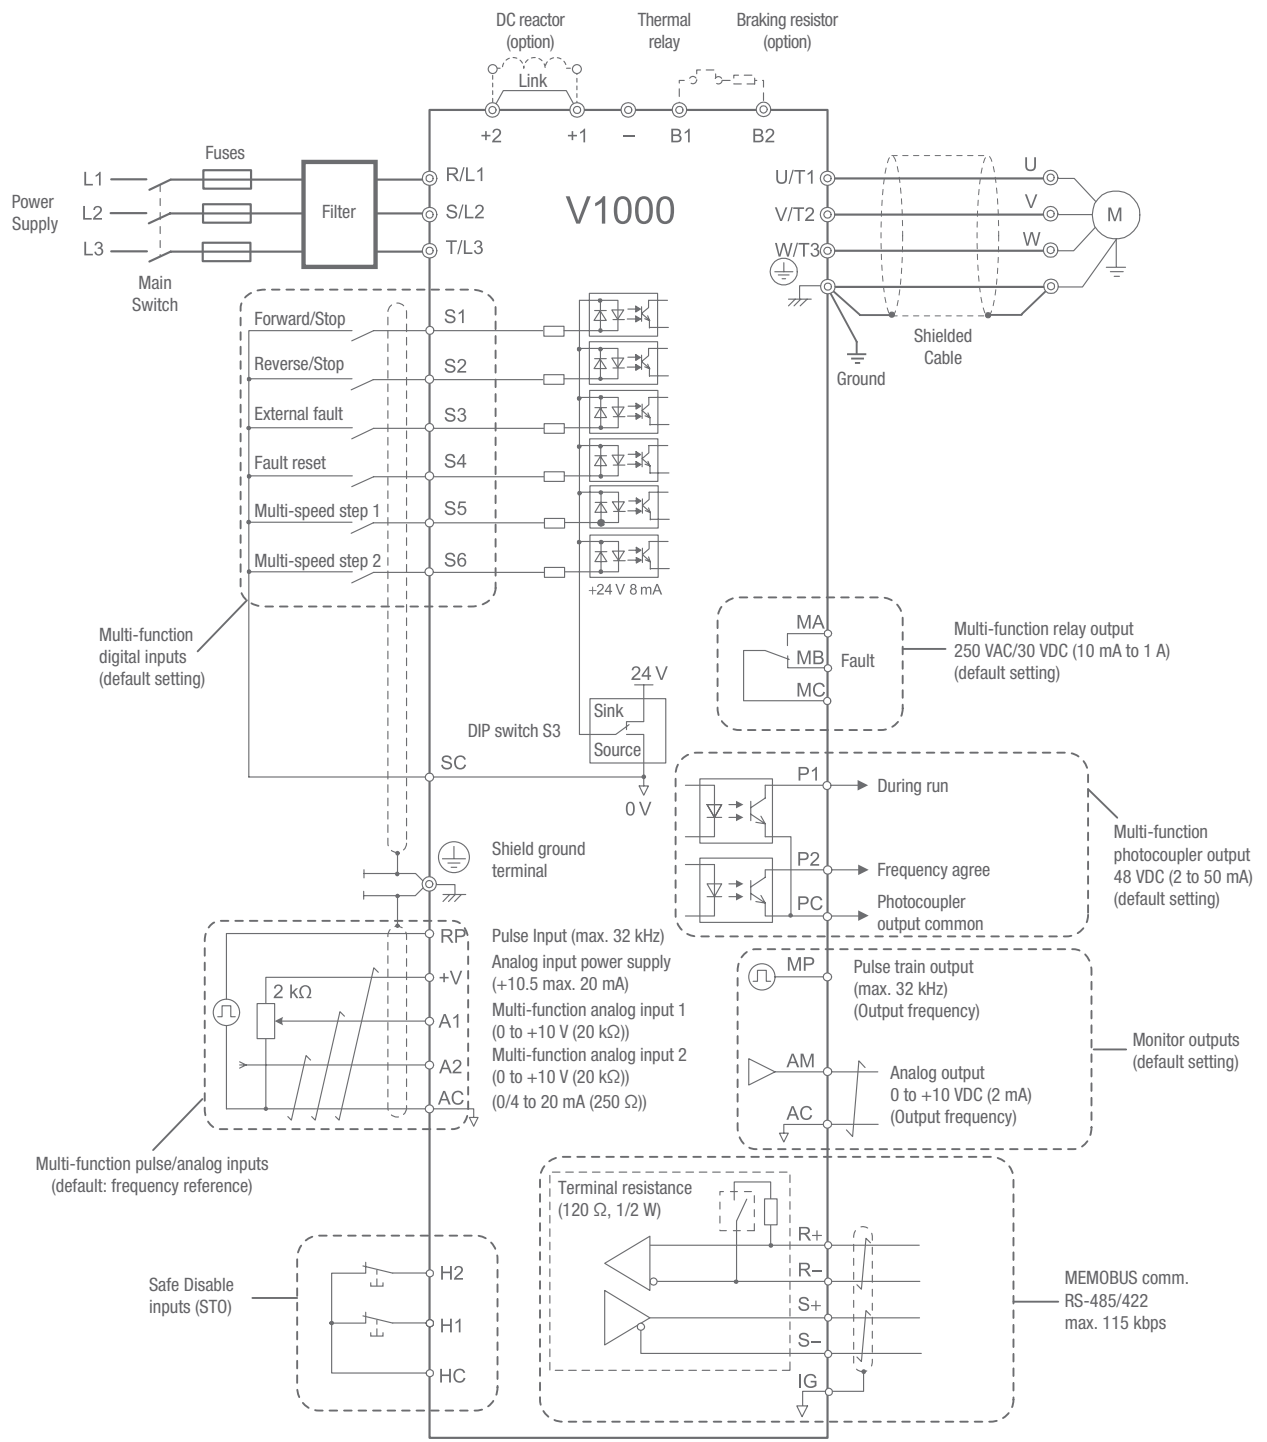 DC reactor
(option)
Thermal
relay
Braking resistor
(option)
Link
+2
+1
–
B1
B2
Power
Supply
L1
L2
L3
Fuses
Main
Switch
Filter
R/L1
S/L2
T/L3
V1000
U/T1
V/T2
W/T3
U
V
W
M
Shielded
Cable
Ground
Forward/Stop
S1
Reverse/Stop
S2
External fault
S3
Fault reset
S4
Multi-speed step 1
S5
Multi-speed step 2
S6
+24 V 8 mA
Multi-function
digital inputs
(default setting)
24 V
Sink
DIP switch S3
Source
SC
0 V
MA
MB
MC
Fault
Multi-function relay output
250 VAC/30 VDC (10 mA to 1 A)
(default setting)
P1
During run
P2
Frequency agree
PC
Photocoupler
output common
Multi-function
photocoupler output
48 VDC (2 to 50 mA)
(default setting)
Shield ground
terminal
RP
Pulse Input (max. 32 kHz)
+V
Analog input power supply
(+10.5 max. 20 mA)
2 kΩ
A1
Multi-function analog input 1
(0 to +10 V (20 kΩ))
A2
Multi-function analog input 2
(0 to +10 V (20 kΩ))
AC
(0/4 to 20 mA (250 Ω))
Multi-function pulse/analog inputs
(default: frequency reference)
MP
Pulse train output
(max. 32 kHz)
(Output frequency)
AM
Analog output
0 to +10 VDC (2 mA)
(Output frequency)
AC
Monitor outputs
(default setting)
Safe Disable
inputs (STO)
H2
H1
HC
Terminal resistance
(120 Ω, 1/2 W)
R+
R–
S+
S–
IG
MEMOBUS comm.
RS-485/422
max. 115 kbps